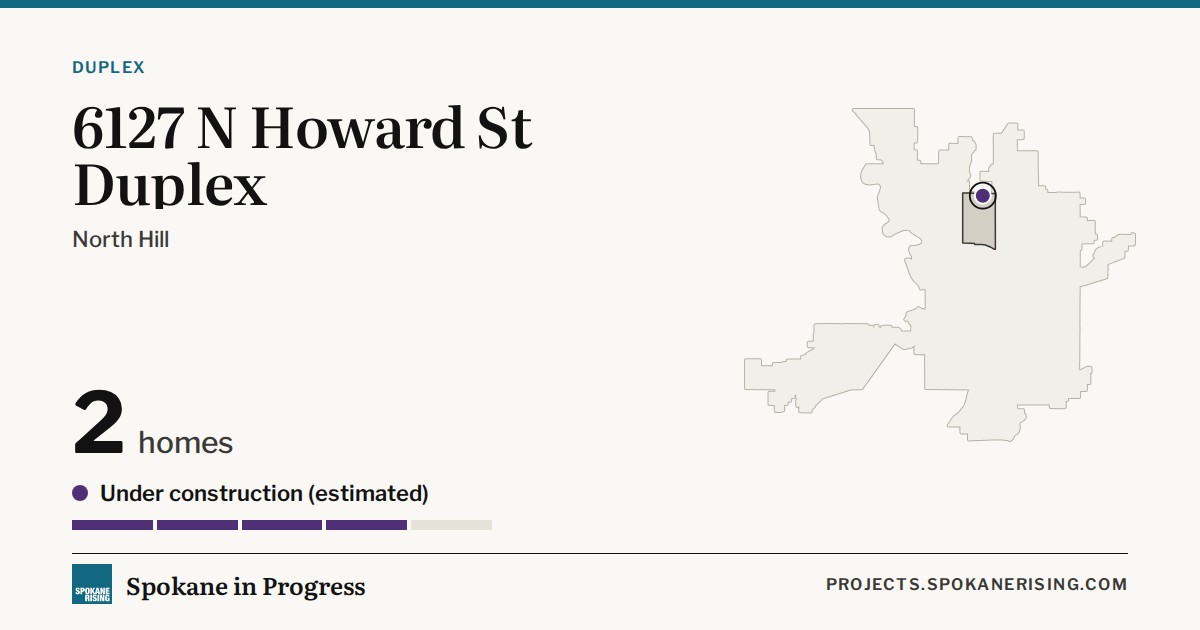 DUPLEX
6127 N Howard St
Duplex
North Hill
2 homes
Under construction (estimated)
SPOKANE
RISING
Spokane in Progress
PROJECTS.SPOKANERISING.COM